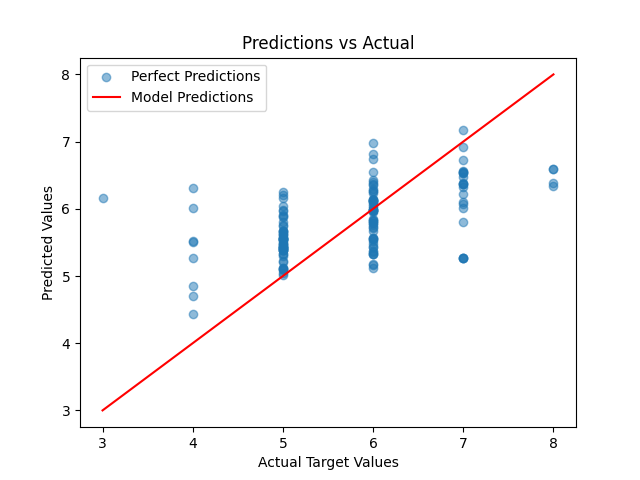 Predictions vs Actual
Perfect Predictions
Model Predictions
8
7
6
5
4
3
Predicted Values
3 4 5 6 7 8
Actual Target Values